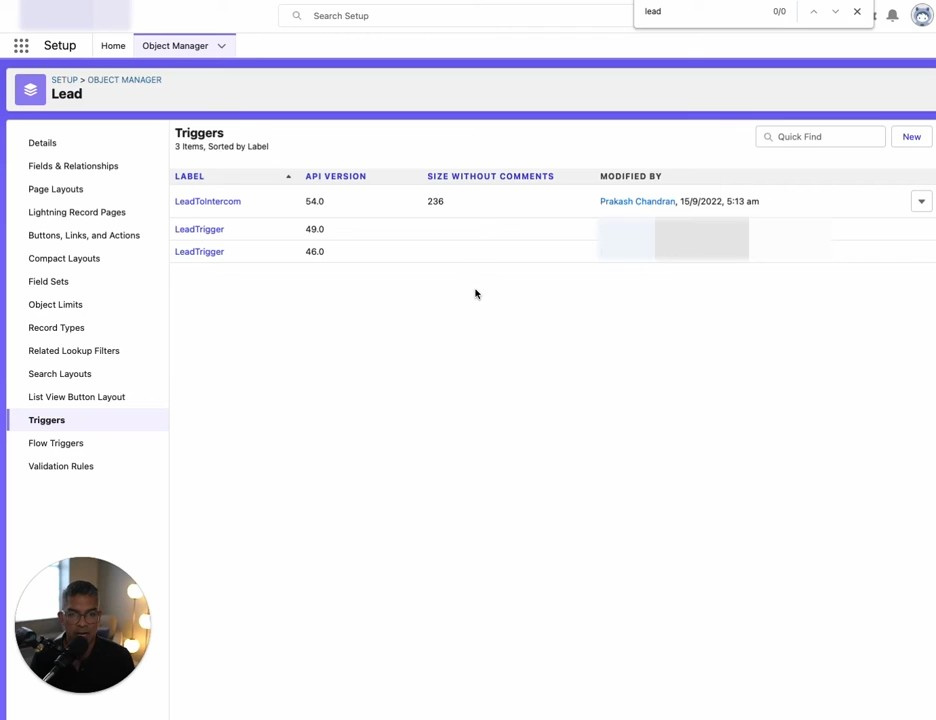 Search Setup
lead
0/0
Setup
Home
Object Manager
SETUP > OBJECT MANAGER
Lead
Details
Fields & Relationships
Page Layouts
Lightning Record Pages
Buttons, Links, and Actions
Compact Layouts
Field Sets
Object Limits
Record Types
Related Lookup Filters
Search Layouts
List View Button Layout
Triggers
Flow Triggers
Validation Rules
Triggers
3 Items, Sorted by Label
Quick Find
New
LABEL API VERSION SIZE WITHOUT COMMENTS MODIFIED BY
LeadToIntercom 54.0 236 Prakash Chandran, 15/9/2022, 5:13 am
LeadTrigger 49.0
LeadTrigger 46.0